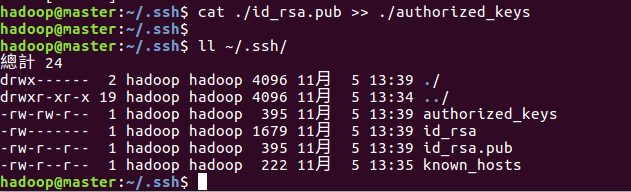 hadoop@master:~/.ssh$ cat ./id_rsa.pub >> ./authorized_keys
hadoop@master:~/.ssh$
hadoop@master:~/.ssh$ ll ~/.ssh/
總計 24
drwx------  2 hadoop hadoop 4096 11月  5 13:39 ./
drwxr-xr-x 19 hadoop hadoop 4096 11月  5 13:34 ../
-rw-rw-r--  1 hadoop hadoop  395 11月  5 13:39 authorized_keys
-rw-------  1 hadoop hadoop 1679 11月  5 13:39 id_rsa
-rw-r--r--  1 hadoop hadoop  395 11月  5 13:39 id_rsa.pub
-rw-r--r--  1 hadoop hadoop  222 11月  5 13:35 known_hosts
hadoop@master:~/.ssh$